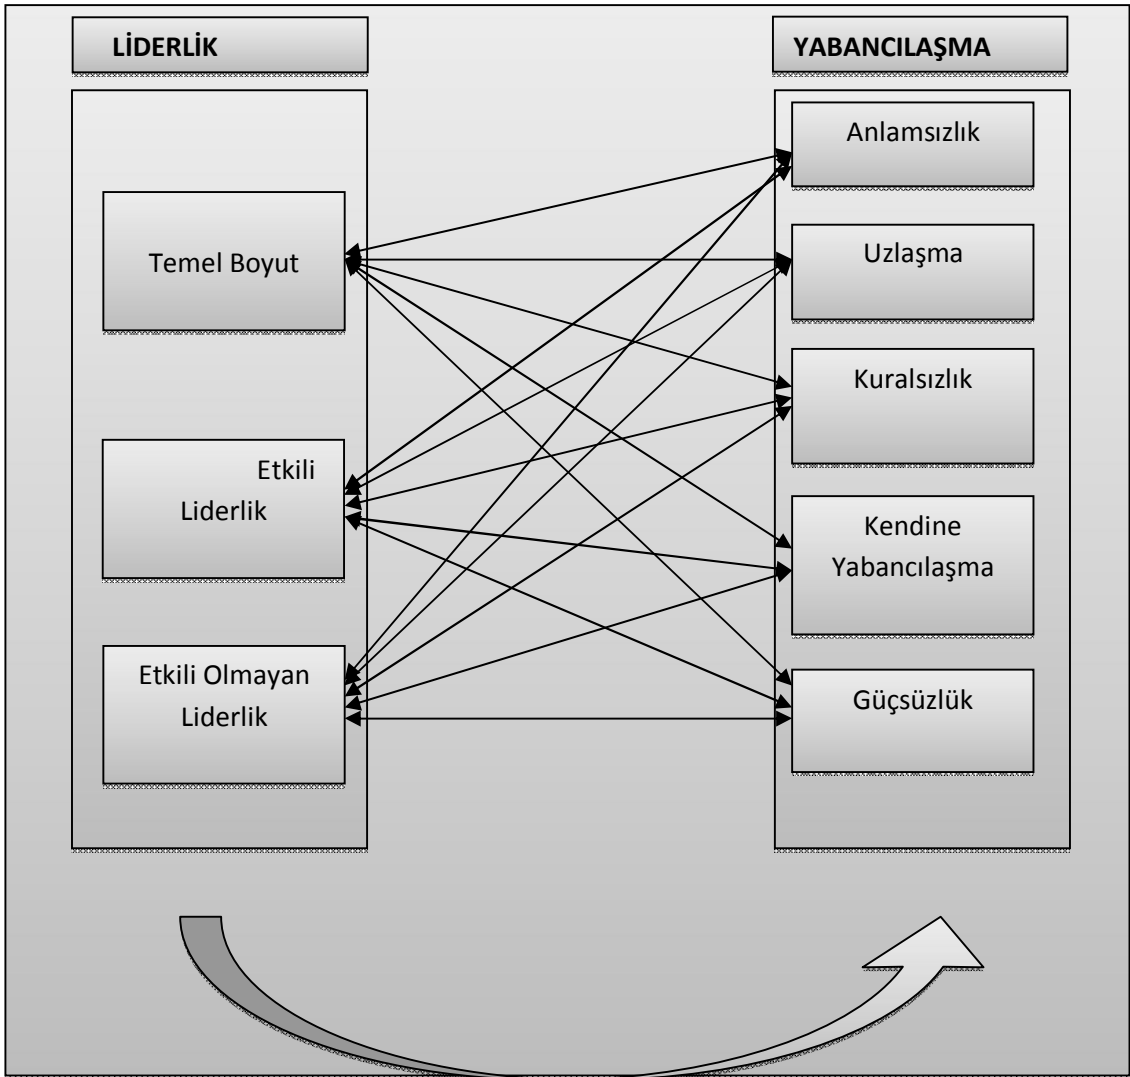 LİDERLİK
Temel Boyut
Etkili
Liderlik
Etkili Olmayan
Liderlik
YABANCILAŞMA
Anlamsızlık
Uzlaşma
Kuralsızlık
Kendine
Yabancılaşma
Güçsüzlük